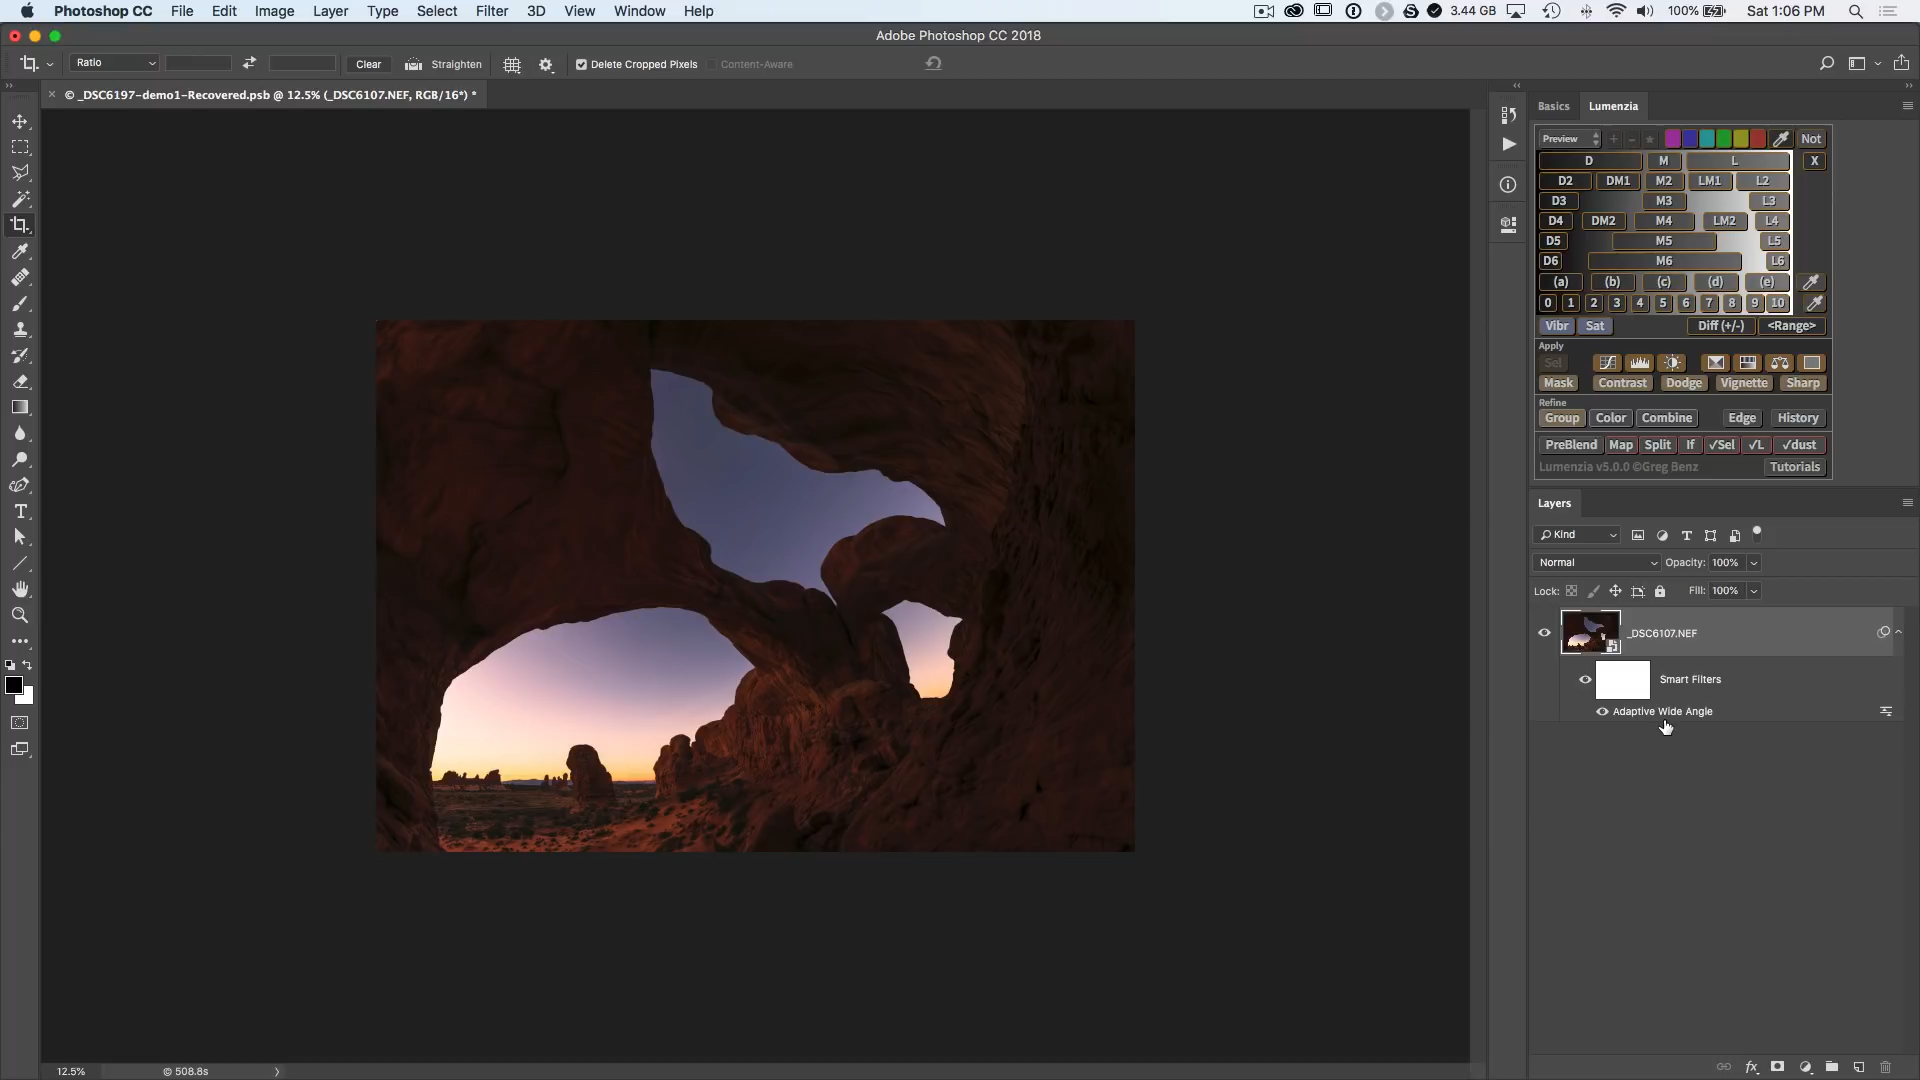 Photoshop CC File Edit Image Layer Type Select Filter 3D View Window Help 3.44 GB 100% Sat 1:06 PM
Adobe Photoshop CC 2018
Ratio Clear Straighten Delete Cropped Pixels Content-Aware
© _DSC6197-demo1-Recovered.psb @ 12.5% (_DSC6107.NEF, RGB/16*) *
Basics Lumenzia
Preview Not
D M L X
D2 DM1 M2 LM1 L2
D3 M3 L3
D4 DM2 M4 LM2 L4
D5 M5 L5
D6 M6 L6
(a) (b) (c) (d) (e)
0 1 2 3 4 5 6 7 8 9 10
Vibr Sat Diff (+/-) <Range>
Apply
Sel
Mask Contrast Dodge Vignette Sharp
Refine
Group Color Combine Edge History
PreBlend Map Split If √Sel √L √dust
Lumenzia v5.0.0 ©Greg Benz Tutorials
Layers
Kind
Normal Opacity: 100%
Lock: Fill: 100%
_DSC6107.NEF
Smart Filters
Adaptive Wide Angle
12.5% © 508.8s